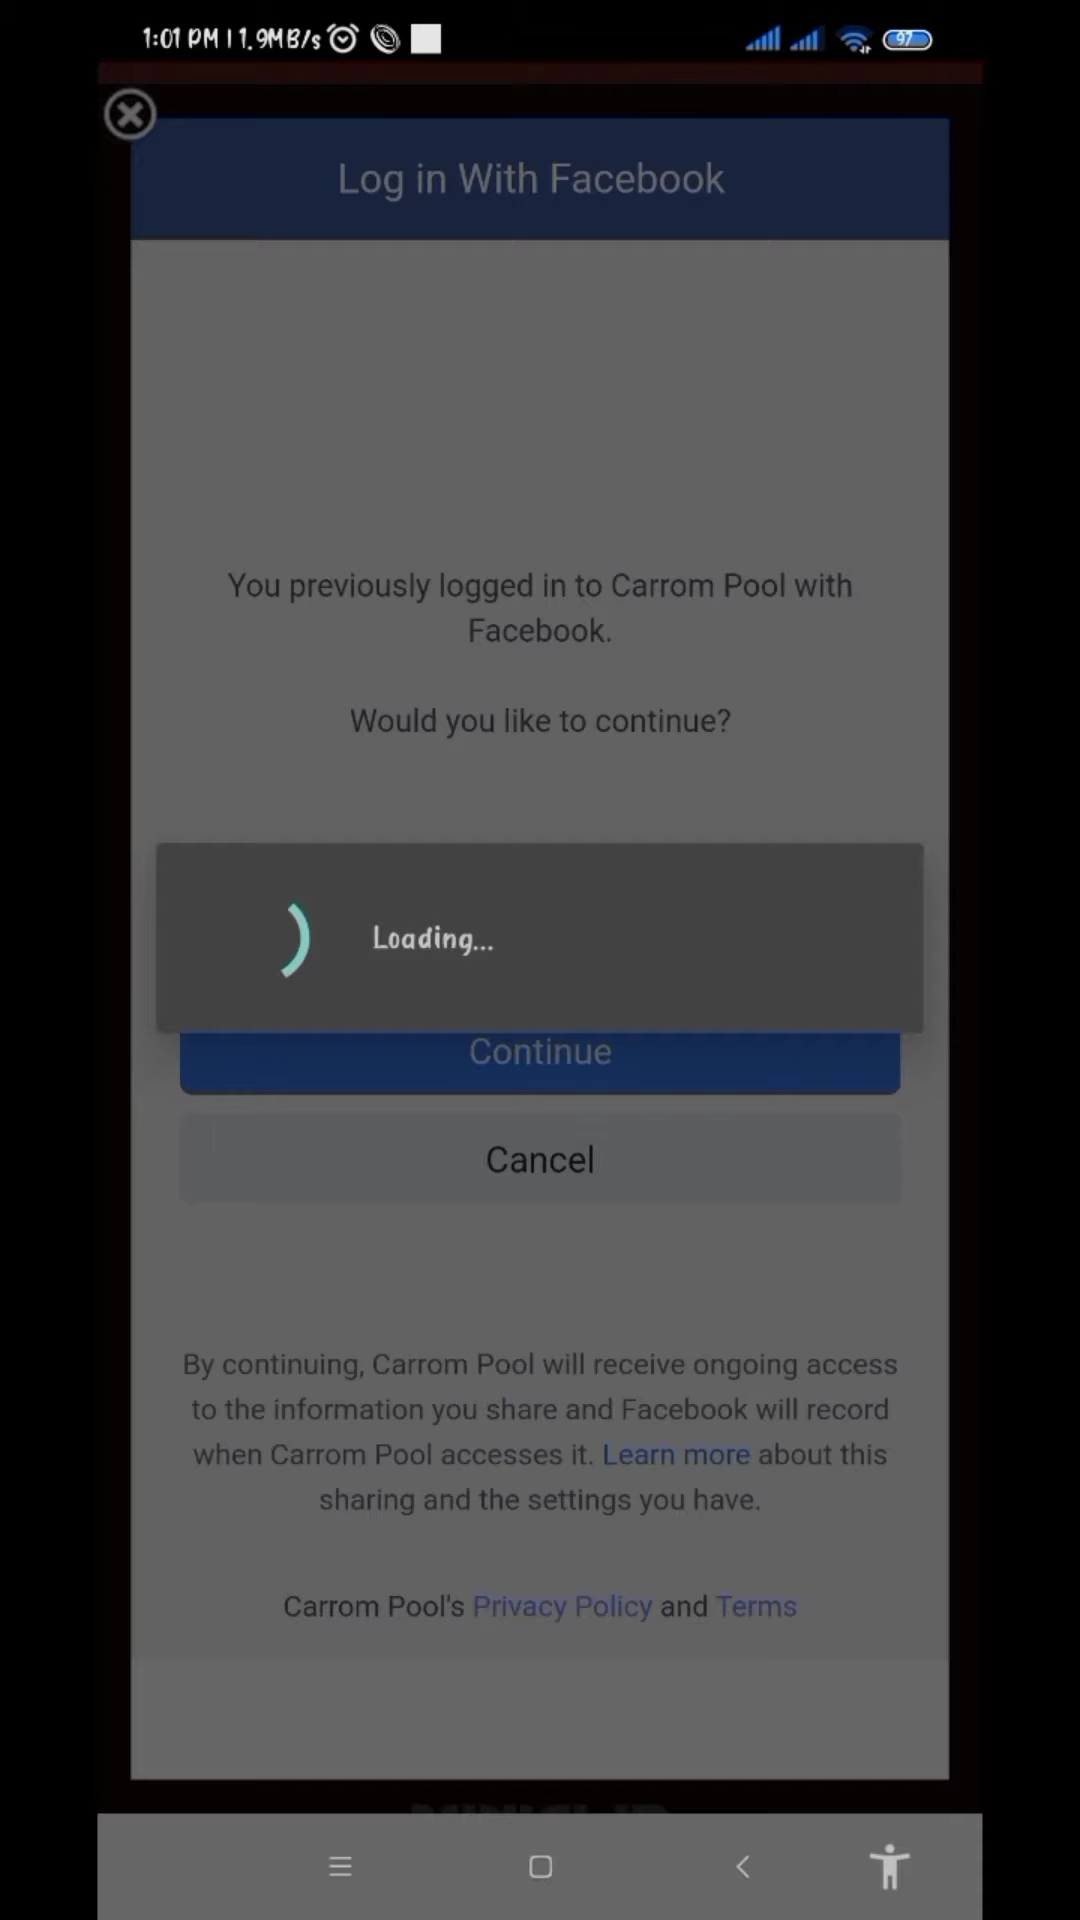 1:01 PM | 1.9MB/s
97
Log in With Facebook
You previously logged in to Carrom Pool with
Facebook.
Would you like to continue?
Loading...
Continue
Cancel
By continuing, Carrom Pool will receive ongoing access
to the information you share and Facebook will record
when Carrom Pool accesses it. Learn more about this
sharing and the settings you have.
Carrom Pool's Privacy Policy and Terms